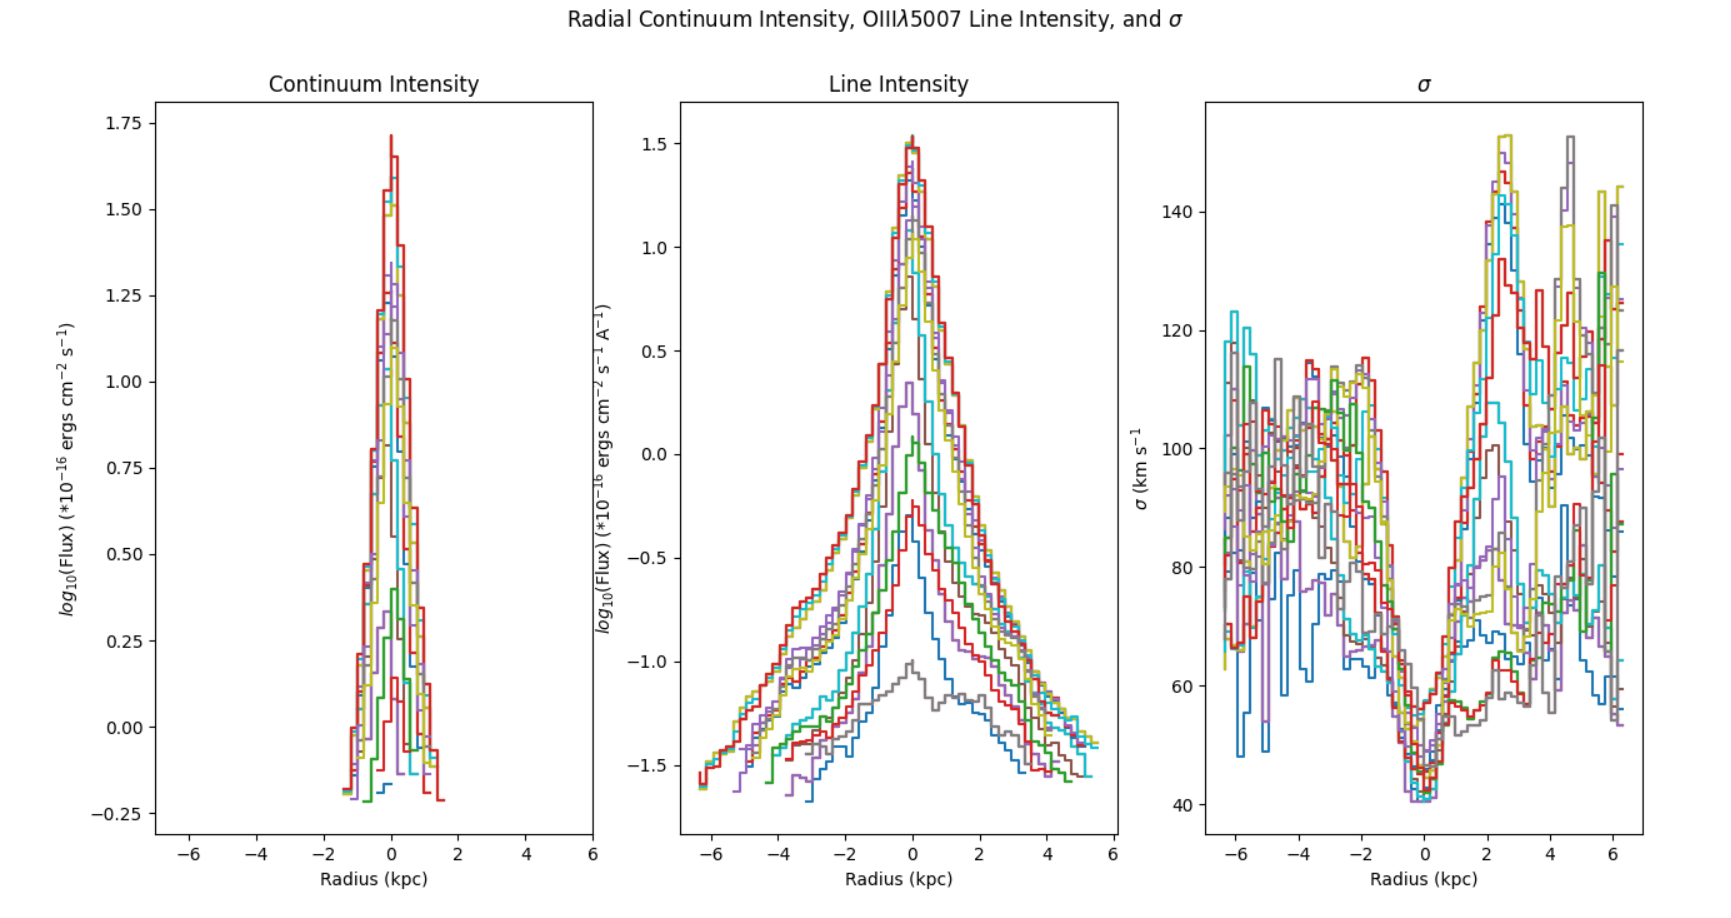 Radial Continuum Intensity, OIIIλ5007 Line Intensity, and σ
Continuum Intensity
log₁₀(Flux) (*10⁻¹⁶ ergs cm⁻² s⁻¹)
1.75
1.50
1.25
1.00
0.75
0.50
0.25
0.00
−0.25
−6 −4 −2 0 2 4 6
Radius (kpc)
Line Intensity
log₁₀(Flux) (*10⁻¹⁶ ergs cm⁻² s⁻¹ A⁻¹)
1.5
1.0
0.5
0.0
−0.5
−1.0
−1.5
−6 −4 −2 0 2 4 6
Radius (kpc)
σ
σ (km s⁻¹)
140
120
100
80
60
40
−6 −4 −2 0 2 4 6
Radius (kpc)